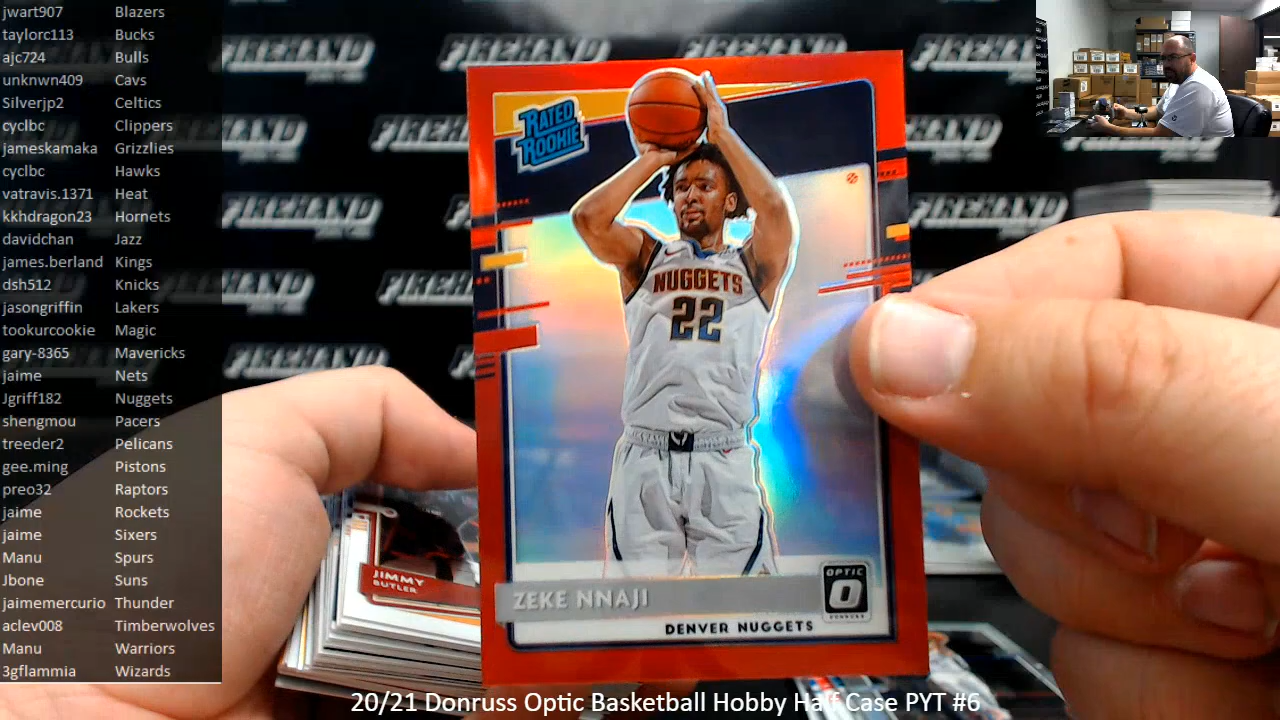 jwart907 Blazers
taylorc113 Bucks
ajc724 Bulls
unknwn409 Cavs
Silverjp2 Celtics
cyclbc Clippers
jameskamaka Grizzlies
cyclbc Hawks
vatravis.1371 Heat
kkhdragon23 Hornets
davidchan Jazz
james.berland Kings
dsh512 Knicks
jasongriffin Lakers
tookurcookie Magic
gary-8365 Mavericks
jaime Nets
Jgriff182 Nuggets
shengmou Pacers
treeder2 Pelicans
gee.ming Pistons
preo32 Raptors
jaime Rockets
jaime Sixers
Manu Spurs
Jbone Suns
jaimemercurio Thunder
aclev008 Timberwolves
Manu Warriors
3gflammia Wizards
FIREHAND
RATED
ROOKIE
NUGGETS
22
ZEKE NNAJI
OPTIC
DONRUSS
DENVER NUGGETS
JIMMY
BUTLER
20/21 Donruss Optic Basketball Hobby Half Case PYT #6